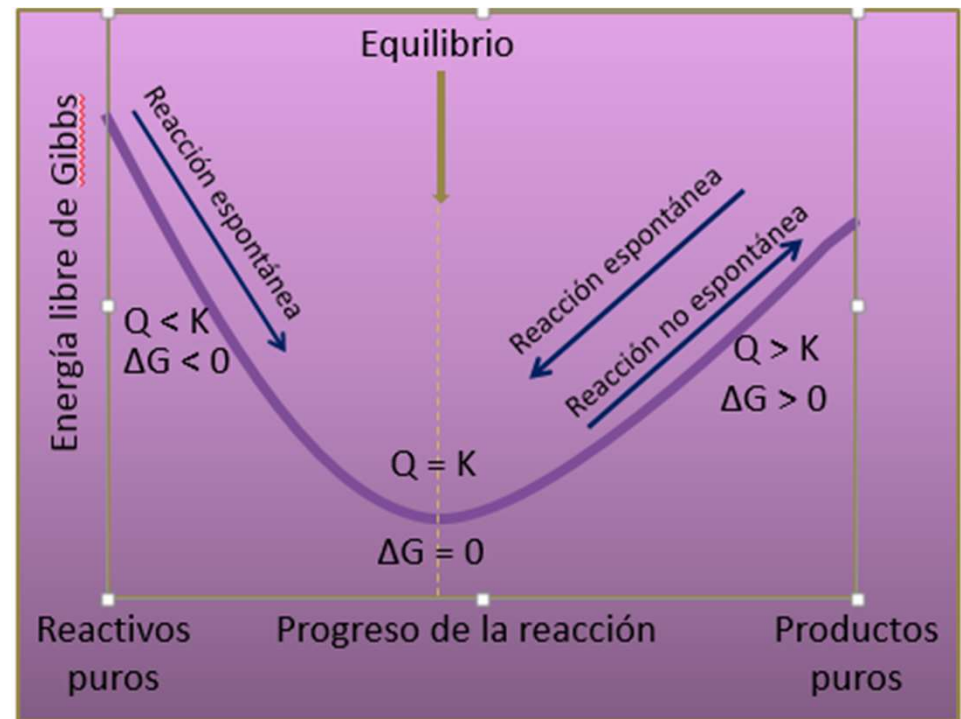 Equilibrio
Energía libre de Gibbs
Reacción espontánea
Reacción espontánea
Reacción no espontánea
Q < K
ΔG < 0
Q > K
ΔG > 0
Q = K
ΔG = 0
Reactivos
puros
Progreso de la reacción
Productos
puros